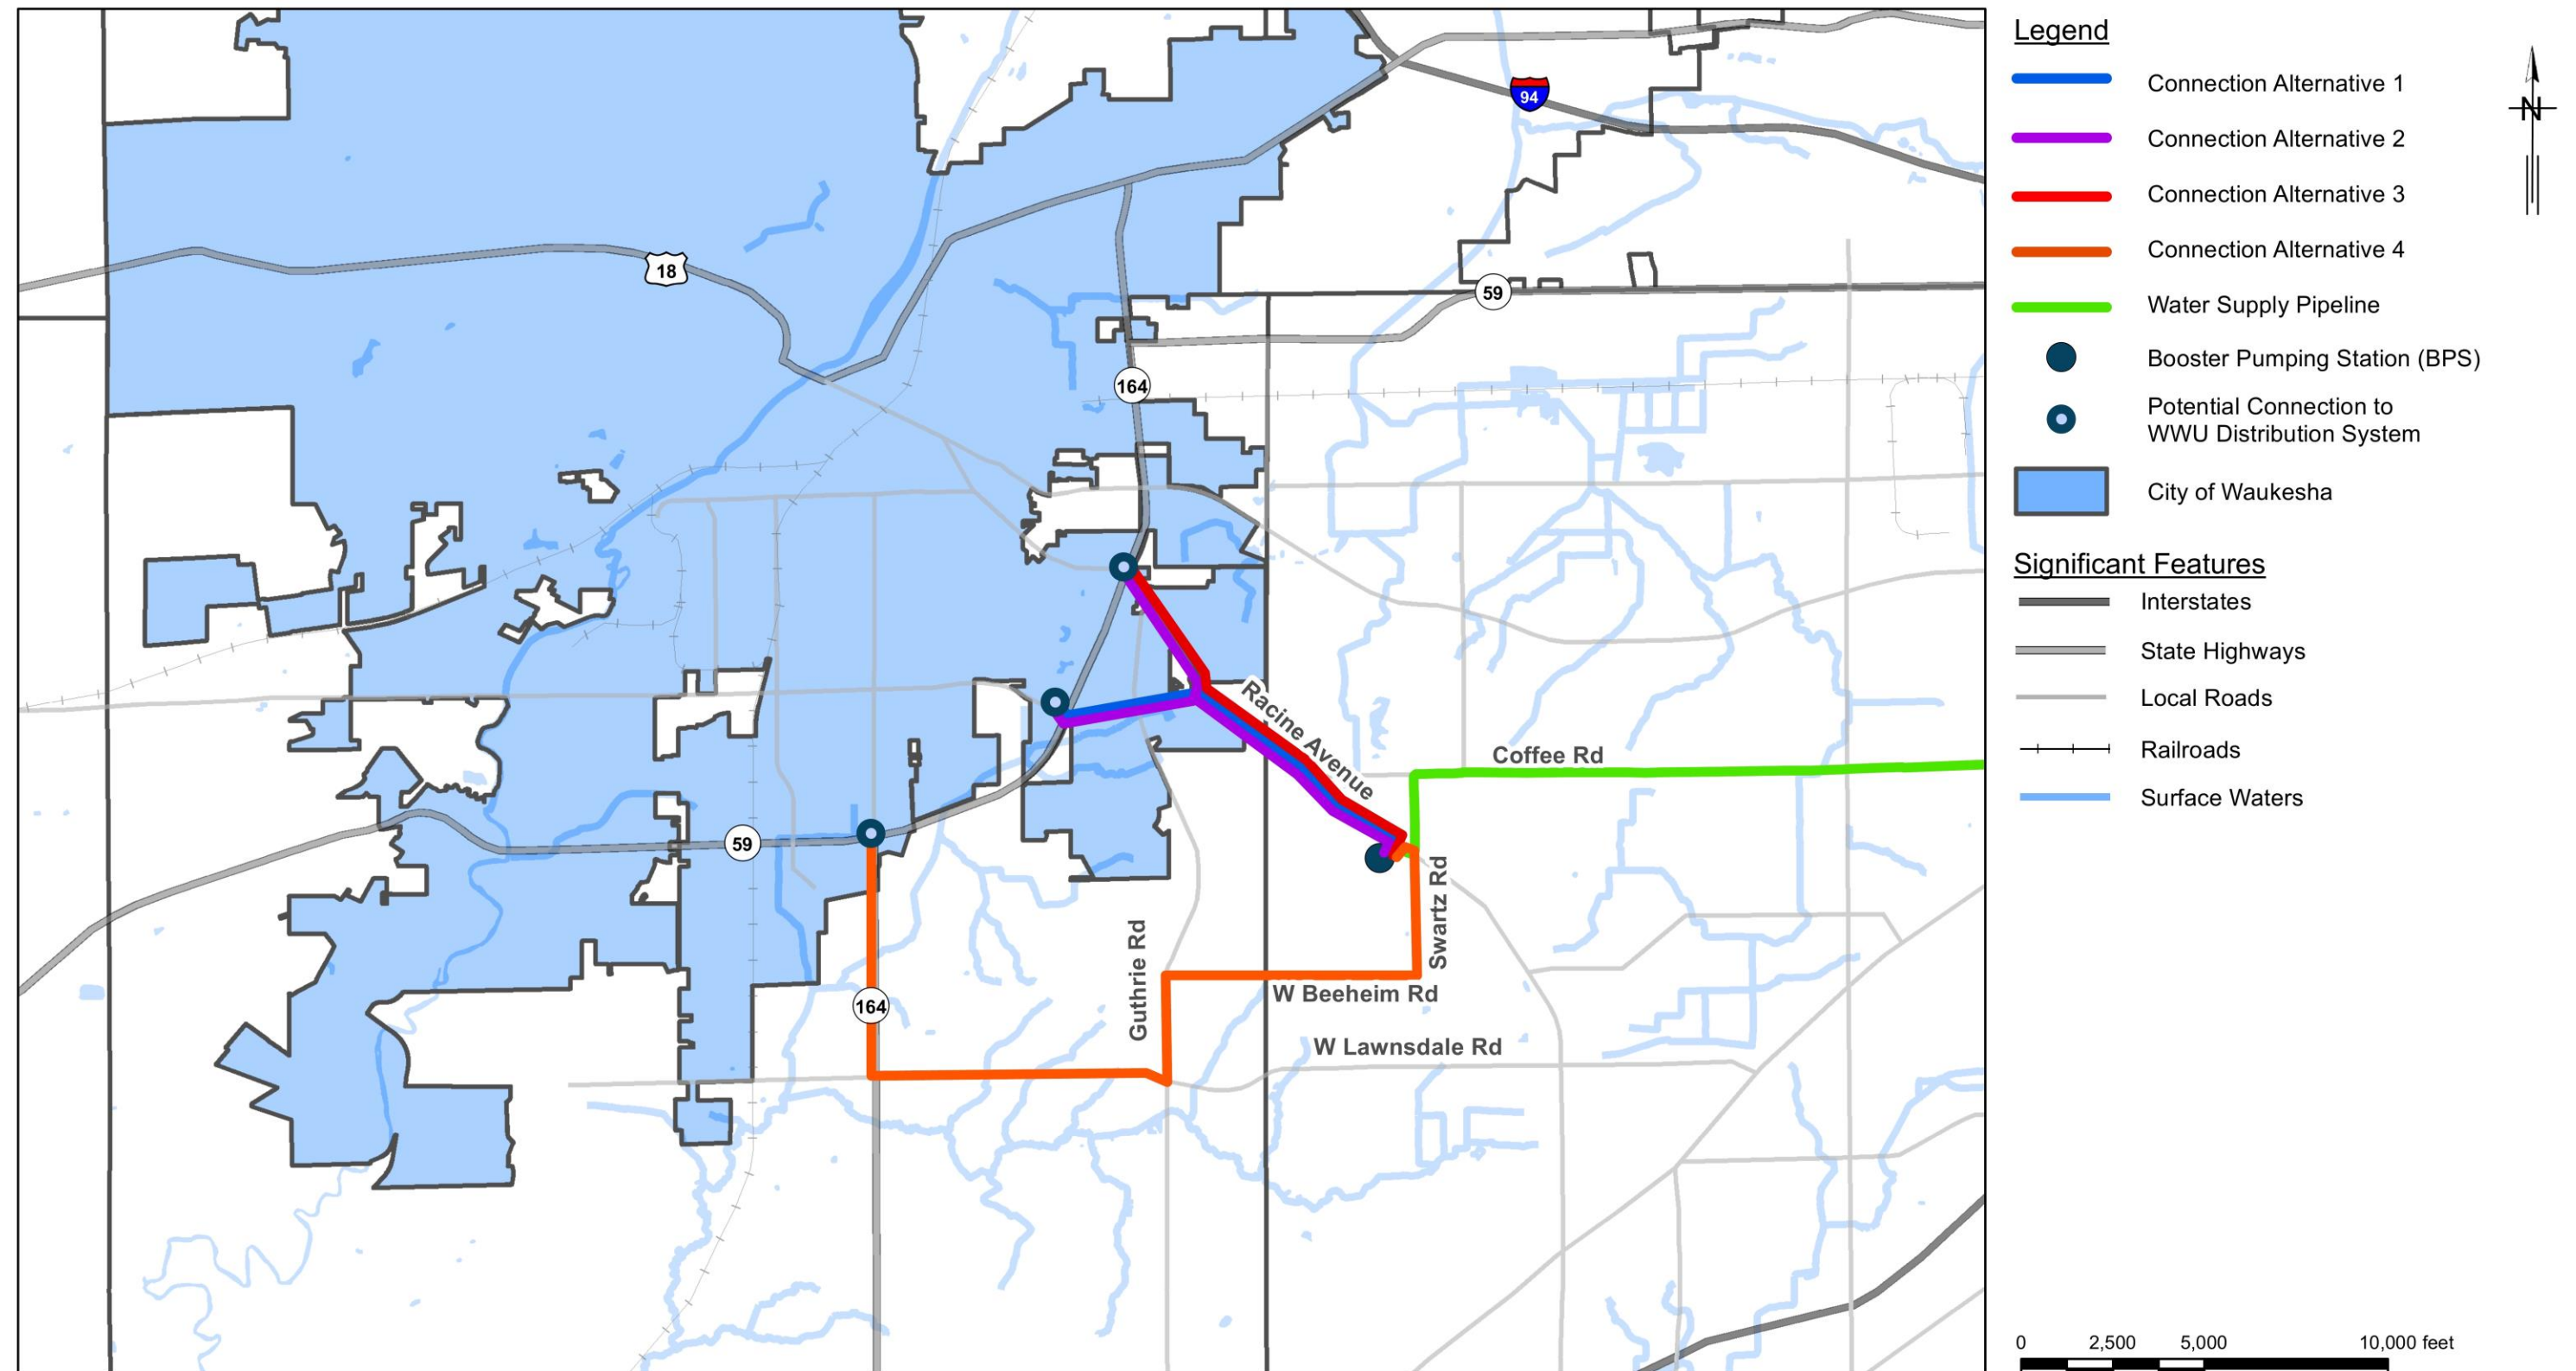 94
18
59
164
Racine Avenue
Coffee Rd
59
Swartz Rd
Guthrie Rd
W Beeheim Rd
164
W Lawnsdale Rd
Legend
Connection Alternative 1
Connection Alternative 2
Connection Alternative 3
Connection Alternative 4
Water Supply Pipeline
Booster Pumping Station (BPS)
Potential Connection to
WWU Distribution System
City of Waukesha
Significant Features
Interstates
State Highways
Local Roads
Railroads
Surface Waters
N
0 2,500 5,000 10,000 feet